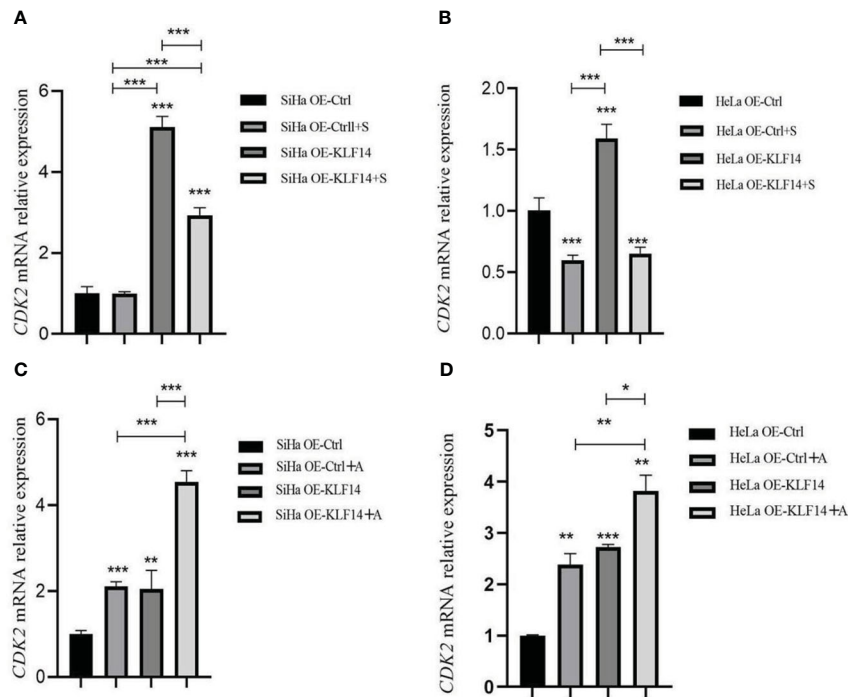 A
***
***
***
***
***
CDK2 mRNA relative expression
6
4
2
0
SiHa OE-Ctrl
SiHa OE-Ctrll+S
SiHa OE-KLF14
SiHa OE-KLF14+S
B
***
***
***
***
***
CDK2 mRNA relative expression
2.0
1.5
1.0
0.5
0.0
HeLa OE-Ctrl
HeLa OE-Ctrl+S
HeLa OE-KLF14
HeLa OE-KLF14+S
C
***
***
***
***
**
CDK2 mRNA relative expression
6
4
2
0
SiHa OE-Ctrl
SiHa OE-Ctrl+A
SiHa OE-KLF14
SiHa OE-KLF14+A
D
*
**
**
**
***
CDK2 mRNA relative expression
5
4
3
2
1
0
HeLa OE-Ctrl
HeLa OE-Ctrl+A
HeLa OE-KLF14
HeLa OE-KLF14+A